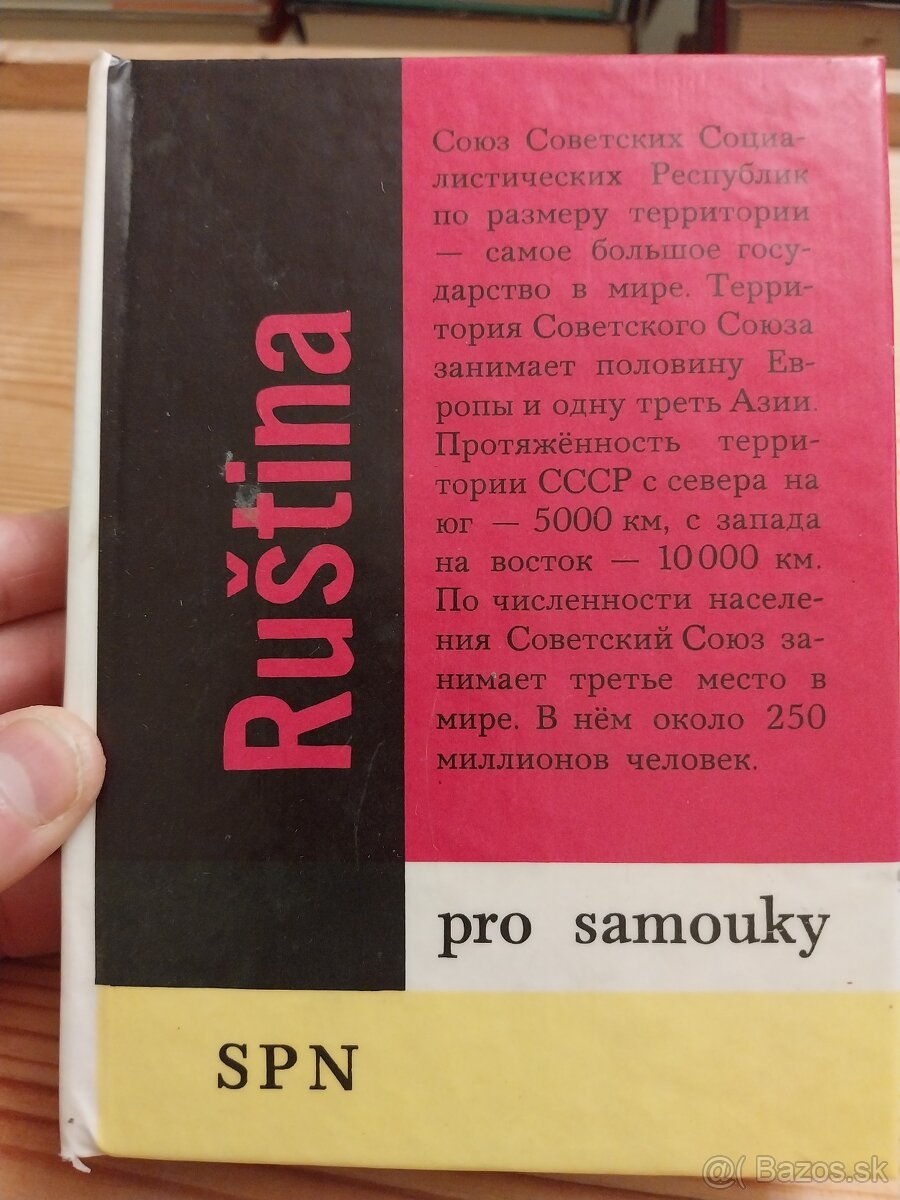 Ruština
Союз Советских Социа-
листических Республик
по размеру территории
— самое большое госу-
дарство в мире. Терри-
тория Советского Союза
занимает половину Ев-
ропы и одну треть Азии.
Протяжённость терри-
тории СССР с севера на
юг — 5000 км, с запада
на восток — 10 000 км.
По численности населе-
ния Советский Союз за-
нимает третье место в
мире. В нём около 250
миллионов человек.
pro samouky
SPN
@( Bazos.sk